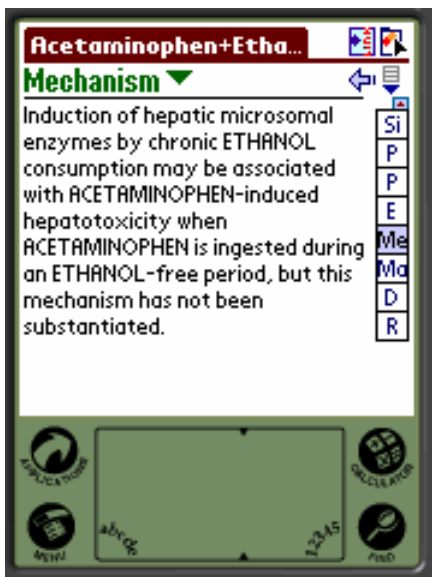 Acetaminophen+Etha...
Mechanism
Induction of hepatic microsomal
enzymes by chronic ETHANOL
consumption may be associated
with ACETAMINOPHEN-induced
hepatotoxicity when
ACETAMINOPHEN is ingested during
an ETHANOL-free period, but this
mechanism has not been
substantiated.
Si
P
P
E
Me
Ma
D
R
APPLICATIONS
MENU
abcde
12345
CALCULATOR
FIND